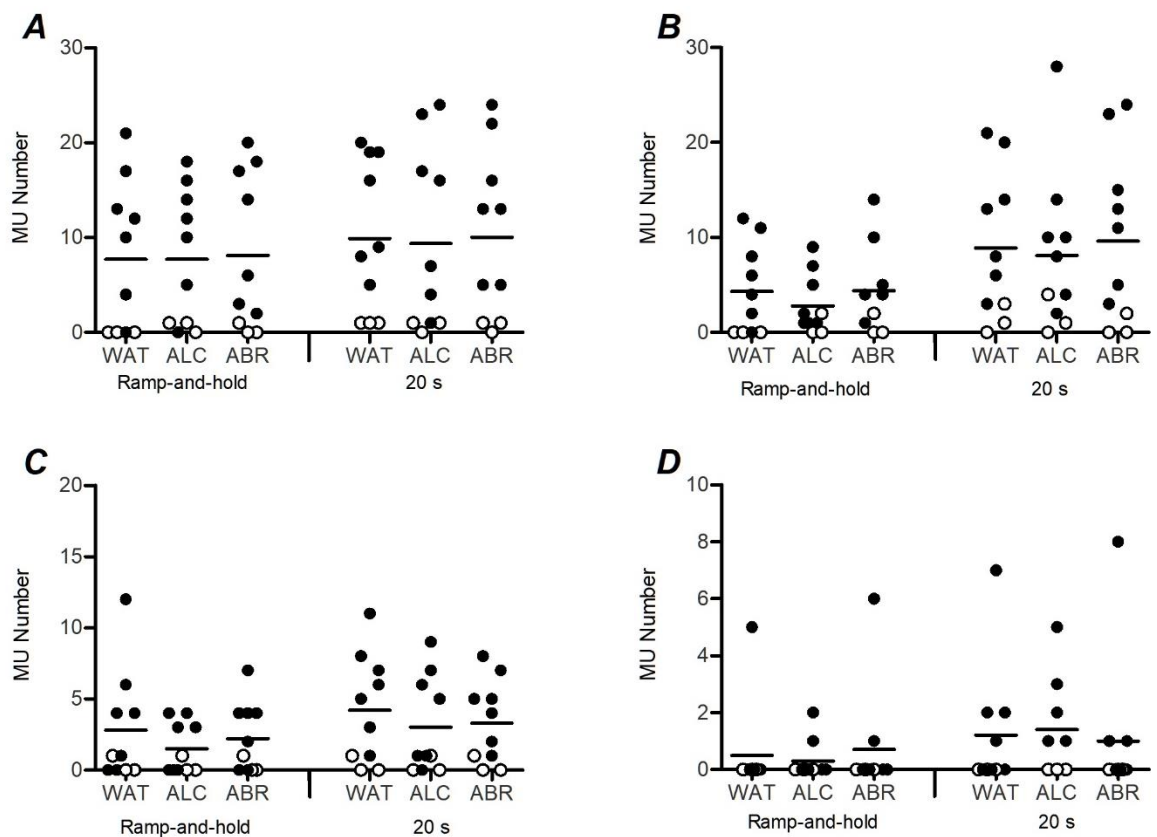 A
30
20
10
0
MU Number
WAT ALC ABR WAT ALC ABR
Ramp-and-hold 20 s
B
30
20
10
0
MU Number
WAT ALC ABR WAT ALC ABR
Ramp-and-hold 20 s
C
20
15
10
5
0
MU Number
WAT ALC ABR WAT ALC ABR
Ramp-and-hold 20 s
D
10
8
6
4
2
0
MU Number
WAT ALC ABR WAT ALC ABR
Ramp-and-hold 20 s